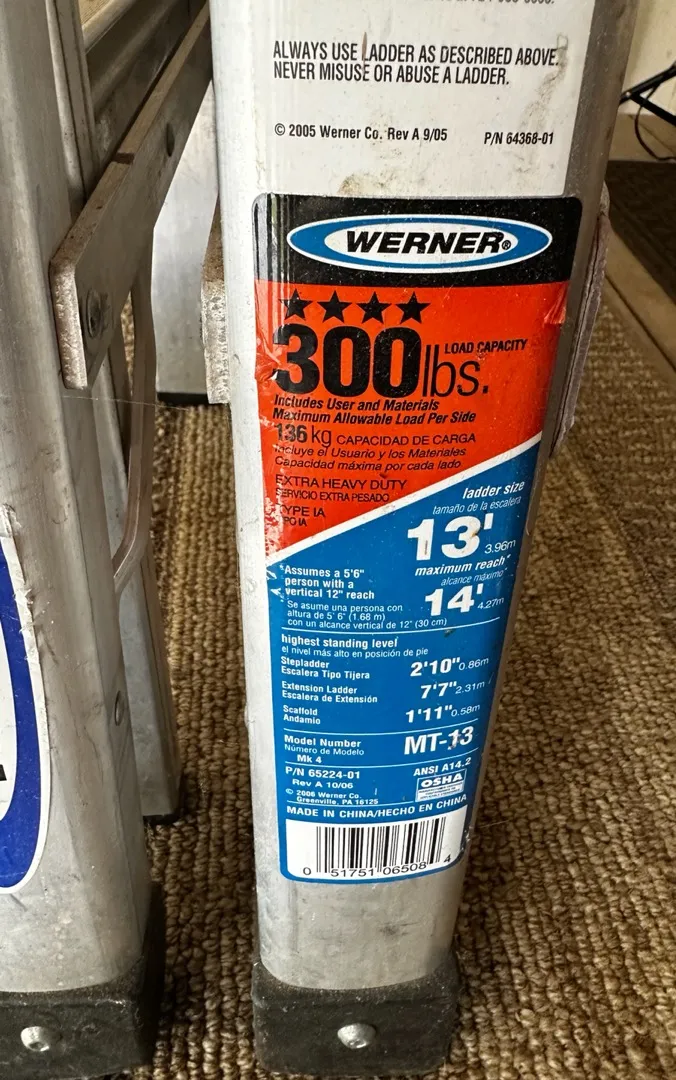 ALWAYS USE LADDER AS DESCRIBED ABOVE.
NEVER MISUSE OR ABUSE A LADDER.
© 2005 Werner Co. Rev A 9/05 P/N 64368-01
WERNER®
300 lbs. LOAD CAPACITY
Includes User and Materials
Maximum Allowable Load Per Side
136 kg CAPACIDAD DE CARGA
Incluye el Usuario y los Materiales
Capacidad máxima por cada lado
EXTRA HEAVY DUTY
SERVICIO EXTRA PESADO
TYPE IA
TIPO IA
ladder size
tamaño de la escalera
13' 3.96m
maximum reach*
alcance máximo*
14' 4.27m
*Assumes a 5'6"
person with a
vertical 12" reach
*Se asume una persona con
altura de 5' 6" (1.68 m)
con un alcance vertical de 12" (30 cm)
highest standing level
el nivel más alto en posición de pie
Stepladder
Escalera Tipo Tijera 2'10" 0.86m
Extension Ladder
Escalera de Extensión 7'7" 2.31m
Scaffold
Andamio 1'11" 0.58m
Model Number
Número de Modelo MT-13
Mk 4
P/N 65224-01 ANSI A14.2
Rev A 10/06 OSHA
© 2006 Werner Co.
Greenville, PA 16125
MADE IN CHINA/HECHO EN CHINA
0 51751 06508 4